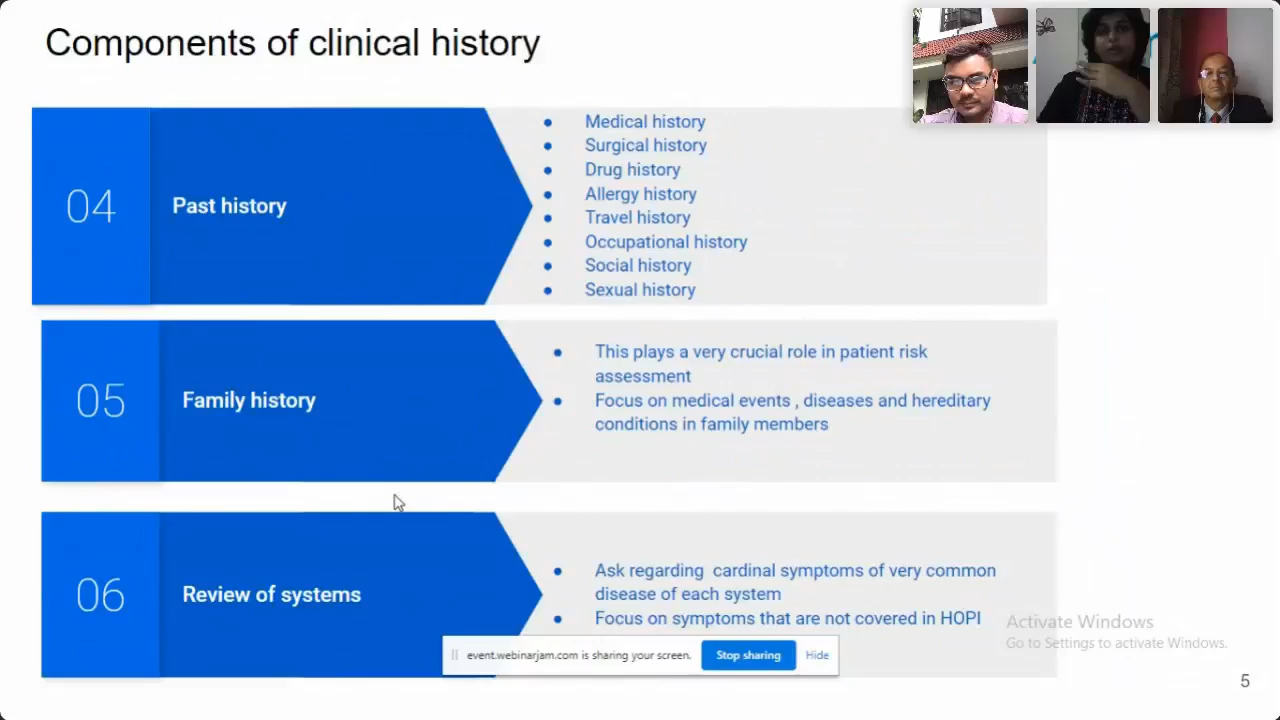 Components of clinical history
04
Past history
Medical history
Surgical history
Drug history
Allergy history
Travel history
Occupational history
Social history
Sexual history
05
Family history
This plays a very crucial role in patient risk
assessment
Focus on medical events , diseases and hereditary
conditions in family members
06
Review of systems
Ask regarding cardinal symptoms of very common
disease of each system
Focus on symptoms that are not covered in HOPI
Activate Windows
Go to Settings to activate Windows.
event.webinarjam.com is sharing your screen.
Stop sharing
Hide
5